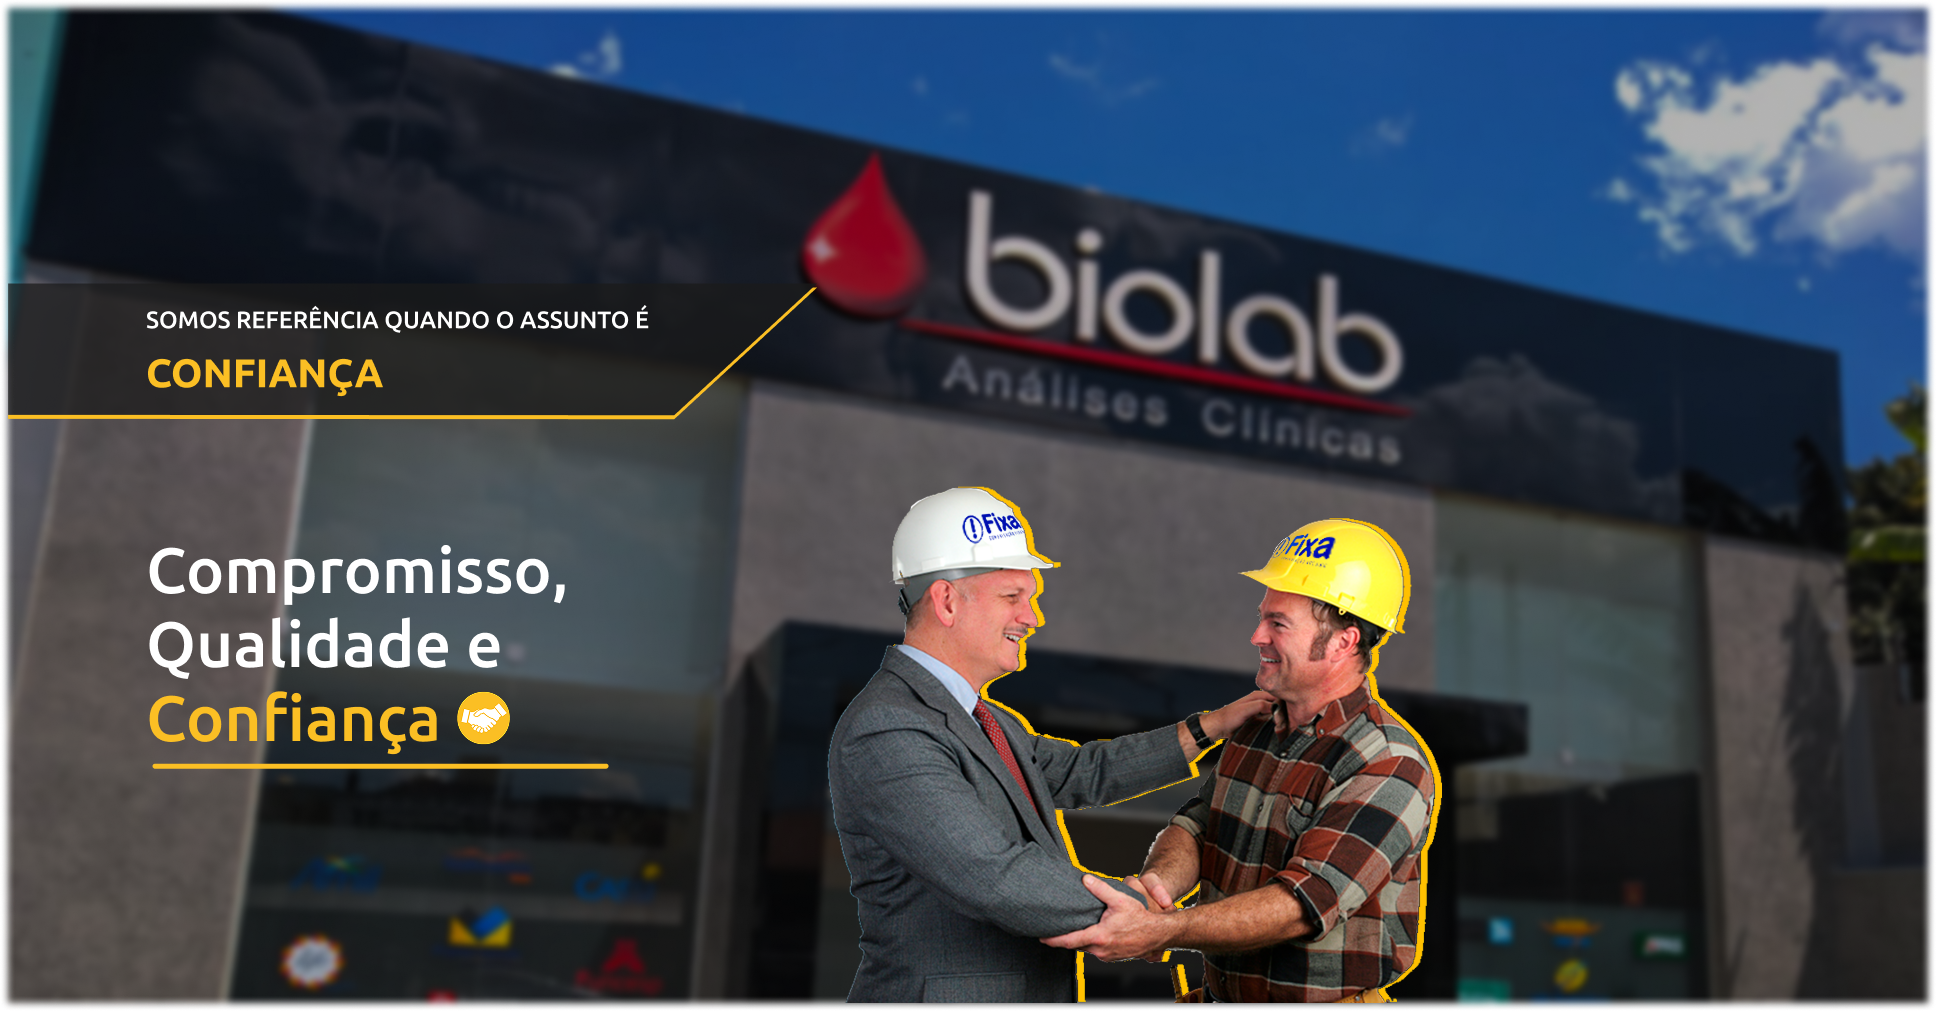 SOMOS REFERÊNCIA QUANDO O ASSUNTO É
CONFIANÇA
biolab
Análises Clínicas
Compromisso,
Qualidade e
Confiança
Fixa
Fixa